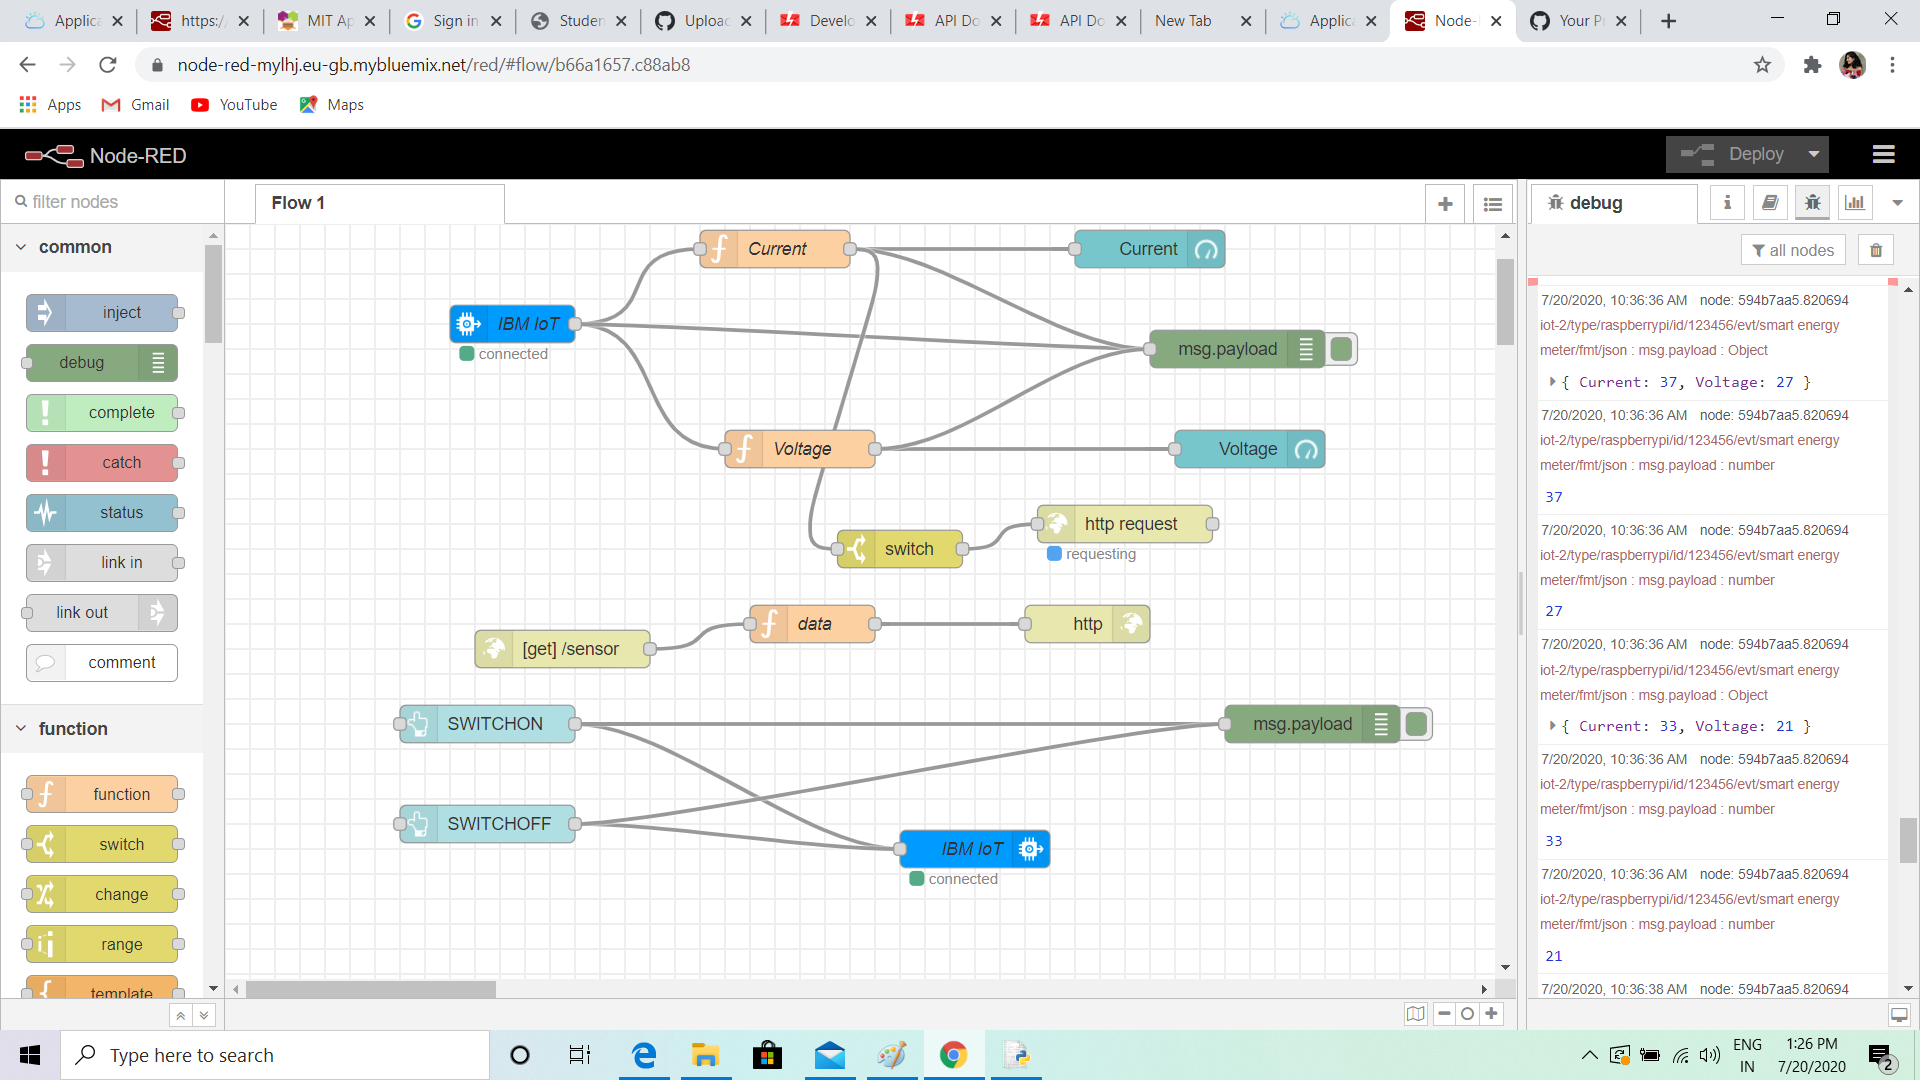 Applica
https:/
MIT Ap
Sign in
Studen
Upload
Develo
API Do
API Do
New Tab
Applica
Node-
Your P
node-red-mylhj.eu-gb.mybluemix.net/red/#flow/b66a1657.c88ab8
Apps
Gmail
YouTube
Maps
Node-RED
Deploy
filter nodes
common
inject
debug
complete
catch
status
link in
link out
comment
function
function
switch
change
range
template
Flow 1
Current
Current
IBM IoT
connected
msg.payload
Voltage
Voltage
switch
http request
requesting
data
http
[get] /sensor
SWITCHON
msg.payload
SWITCHOFF
IBM IoT
connected
debug
all nodes
7/20/2020, 10:36:36 AM node: 594b7aa5.820694
iot-2/type/raspberrypi/id/123456/evt/smart energy
meter/fmt/json : msg.payload : Object
{ Current: 37, Voltage: 27 }
7/20/2020, 10:36:36 AM node: 594b7aa5.820694
iot-2/type/raspberrypi/id/123456/evt/smart energy
meter/fmt/json : msg.payload : number
37
7/20/2020, 10:36:36 AM node: 594b7aa5.820694
iot-2/type/raspberrypi/id/123456/evt/smart energy
meter/fmt/json : msg.payload : number
27
7/20/2020, 10:36:36 AM node: 594b7aa5.820694
iot-2/type/raspberrypi/id/123456/evt/smart energy
meter/fmt/json : msg.payload : Object
{ Current: 33, Voltage: 21 }
7/20/2020, 10:36:36 AM node: 594b7aa5.820694
iot-2/type/raspberrypi/id/123456/evt/smart energy
meter/fmt/json : msg.payload : number
33
7/20/2020, 10:36:36 AM node: 594b7aa5.820694
iot-2/type/raspberrypi/id/123456/evt/smart energy
meter/fmt/json : msg.payload : number
21
7/20/2020, 10:36:38 AM node: 594b7aa5.820694
Type here to search
ENG
IN
1:26 PM
7/20/2020
2